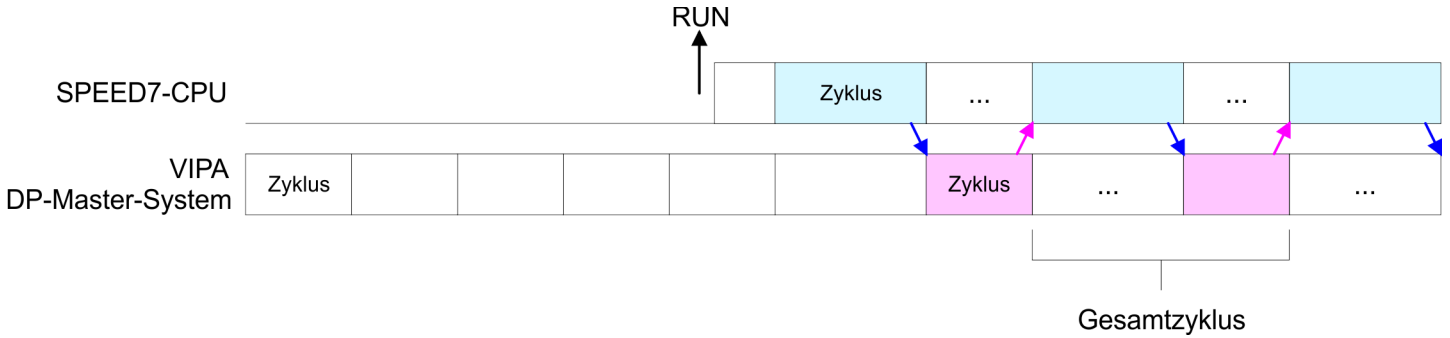 RUN
SPEED7-CPU
Zyklus
...
...
VIPA
DP-Master-System
Zyklus
Zyklus
...
...
Gesamtzyklus